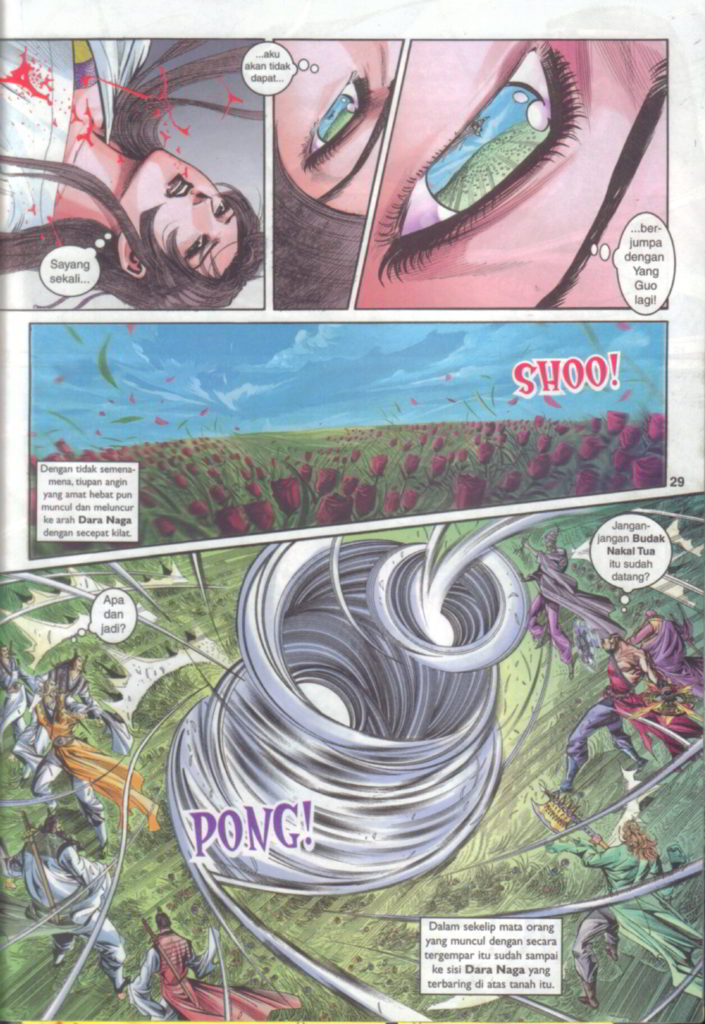 Sayang
sekali...
...aku
akan tidak
dapat...
...ber-
jumpa
dengan
Yang
Guo
lagi!
SHOO!
Dengan tidak semena-
mena, tiupan angin
yang amat hebat pun
muncul dan meluncur
ke arah Dara Naga
dengan secepat kilat.
29
Apa
dan
jadi?
Jangan-
jangan Budak
Nakal Tua
itu sudah
datang?
PONG!
Dalam sekelip mata orang
yang muncul dengan secara
tergempar itu sudah sampai
ke sisi Dara Naga yang
terbaring di atas tanah itu.